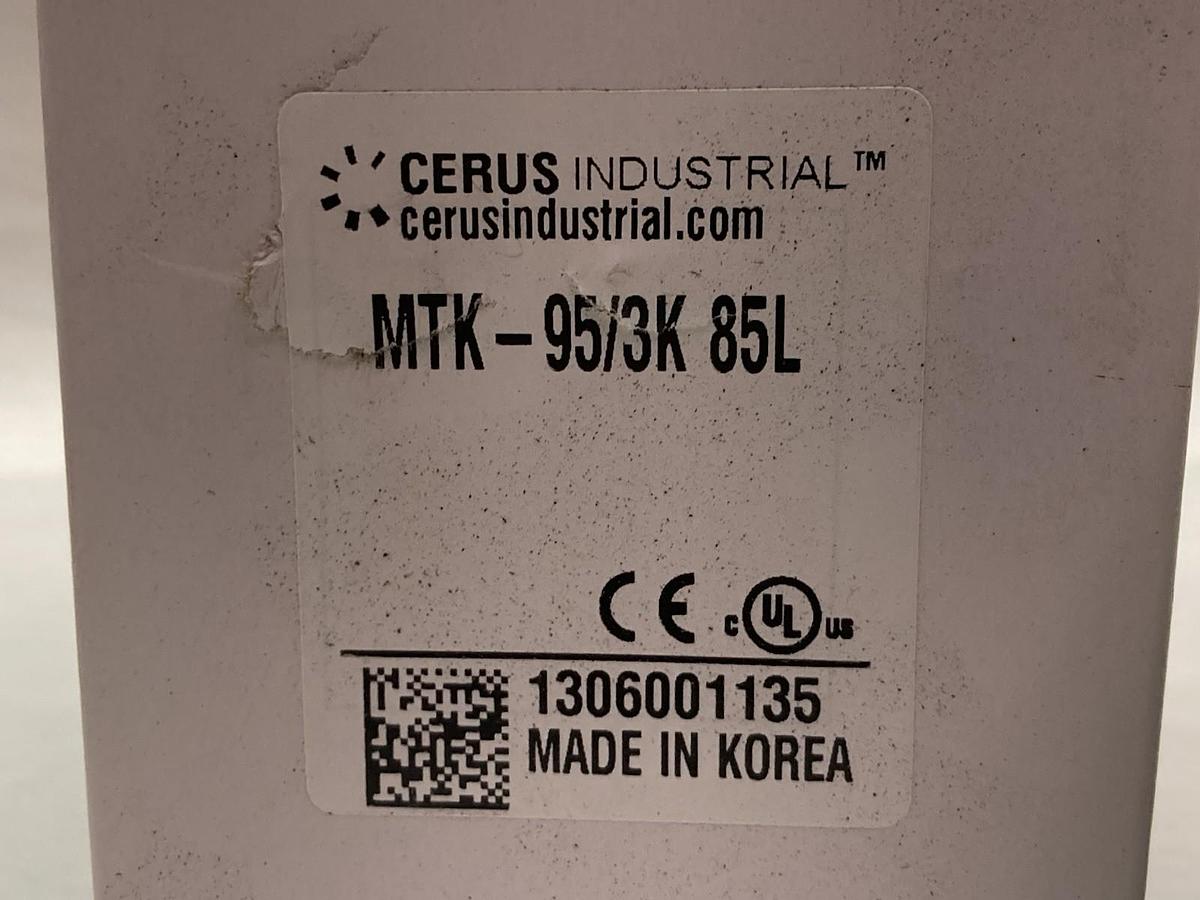 CERUS INDUSTRIAL™
cerusindustrial.com
MTK-95/3K 85L
CE c UL us
1306001135
MADE IN KOREA